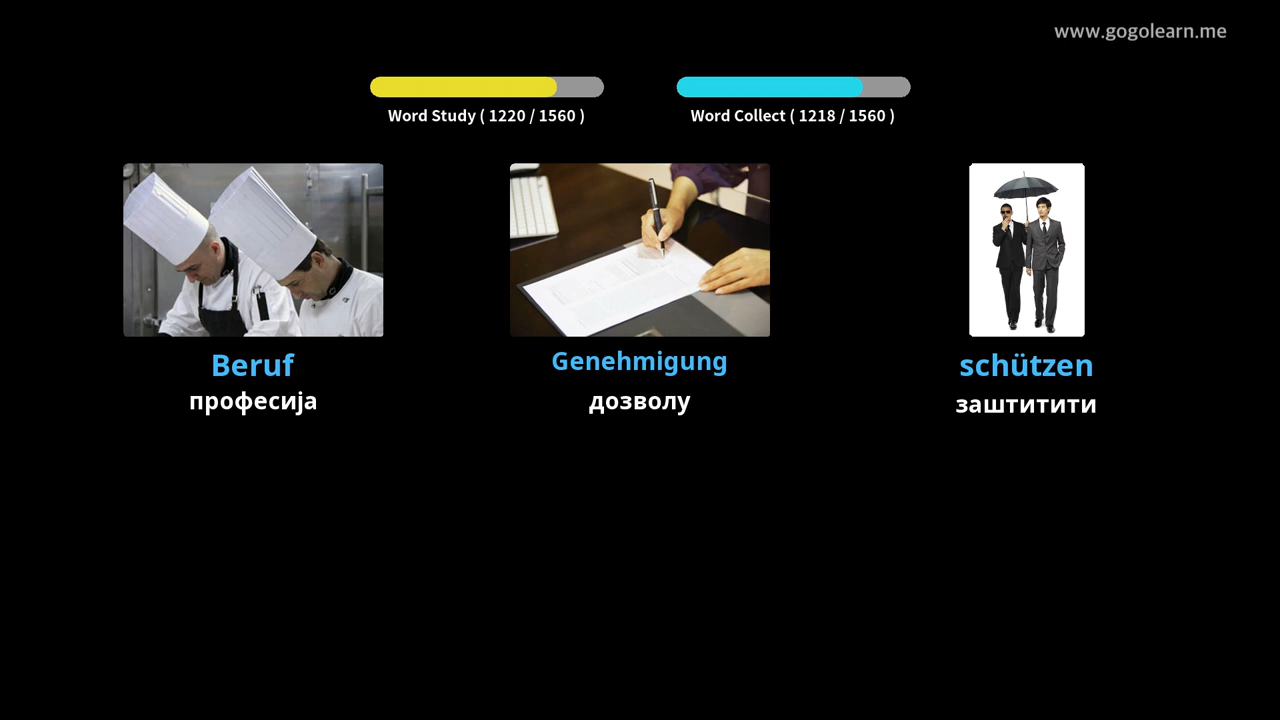 www.gogolearn.me
Word Study ( 1220 / 1560 )
Word Collect ( 1218 / 1560 )
Beruf
професија
Genehmigung
дозволу
schützen
заштитити